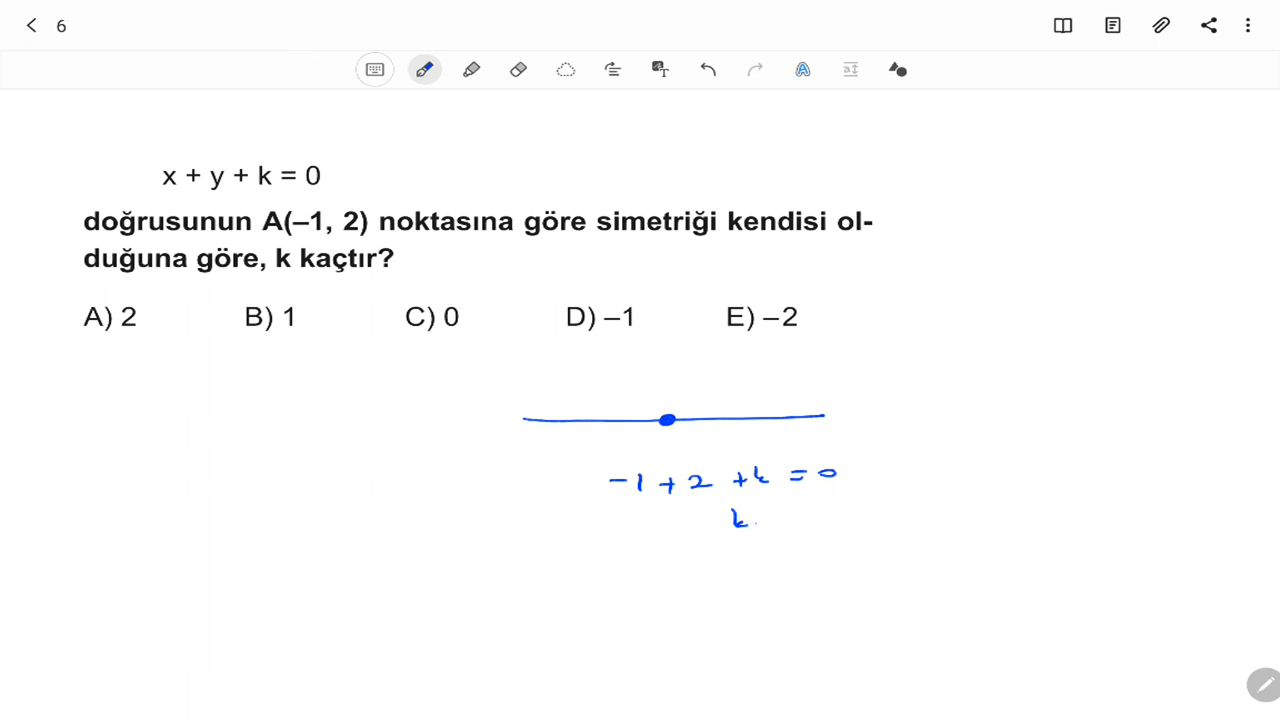 6
x + y + k = 0
doğrusunun A(–1, 2) noktasına göre simetriği kendisi ol-
duğuna göre, k kaçtır?
A) 2 B) 1 C) 0 D) –1 E) –2
-1 + 2 + k = 0
k